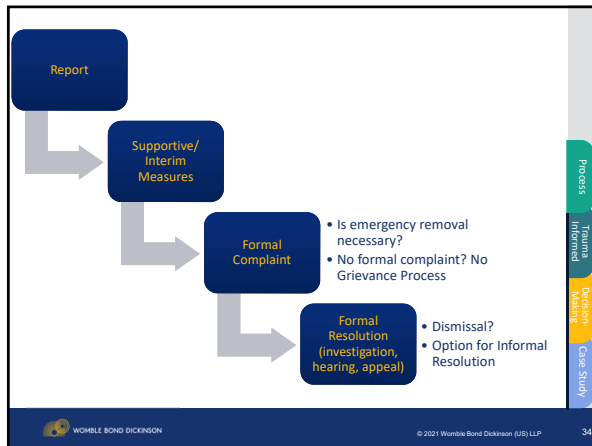 Report
Supportive/
Interim
Measures
Formal
Complaint
• Is emergency removal
necessary?
• No formal complaint? No
Grievance Process
Formal
Resolution
(investigation,
hearing, appeal)
• Dismissal?
• Option for Informal
Resolution
Process
Trauma
Informed
Decision-
Making
Case Study
WOMBLE BOND DICKINSON
© 2021 Womble Bond Dickinson (US) LLP
34